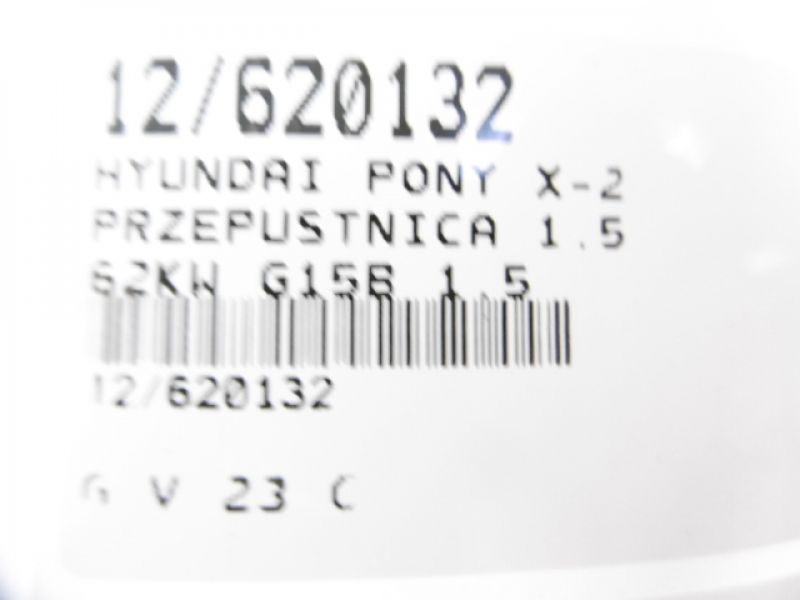 12/620132
HYUNDAI PONY X-2
PRZEPUSTNICA 1.5
62KW G15B 1.5
12/620132
G V 23 C